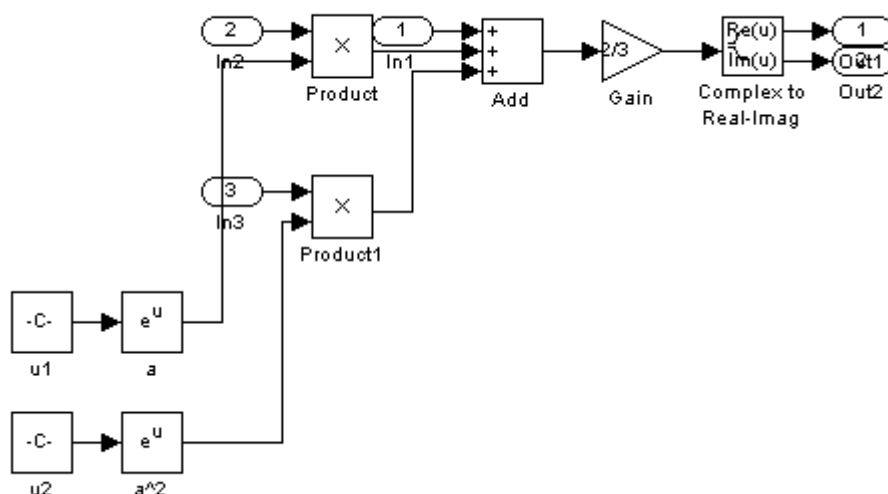 2
1
+
+
+
2/3
Re(u)
Im(u)
1
In2
×
In1
Out1
Product
Add
Gain
Complex to
Real-Imag
Out2
3
In3
×
Product1
-C-
e^u
u1
a
-C-
e^u
u2
a^2